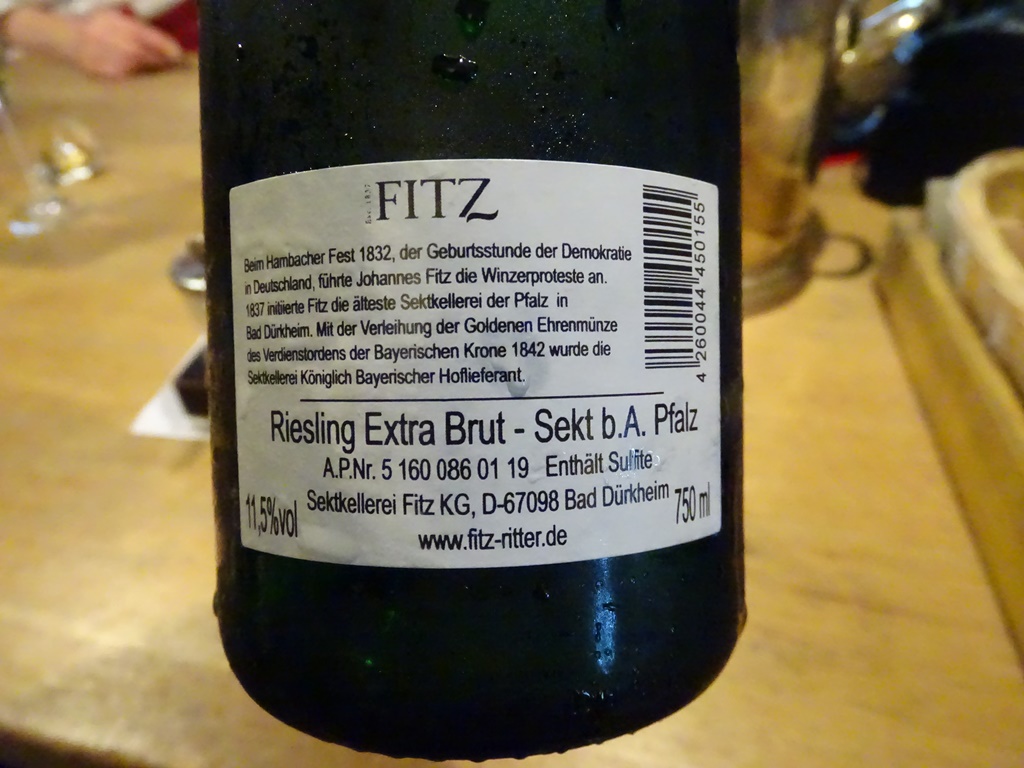 Est. 1837 FITZ
Beim Hambacher Fest 1832, der Geburtsstunde der Demokratie
in Deutschland, führte Johannes Fitz die Winzerproteste an.
1837 initiierte Fitz die älteste Sektkellerei der Pfalz in
Bad Dürkheim. Mit der Verleihung der Goldenen Ehrenmünze
des Verdienstordens der Bayerischen Krone 1842 wurde die
Sektkellerei Königlich Bayerischer Hoflieferant.
4 260044 450155
Riesling Extra Brut - Sekt b.A. Pfalz
A.P.Nr. 5 160 086 01 19 Enthält Sulfite
11,5%vol Sektkellerei Fitz KG, D-67098 Bad Dürkheim 750 ml
www.fitz-ritter.de